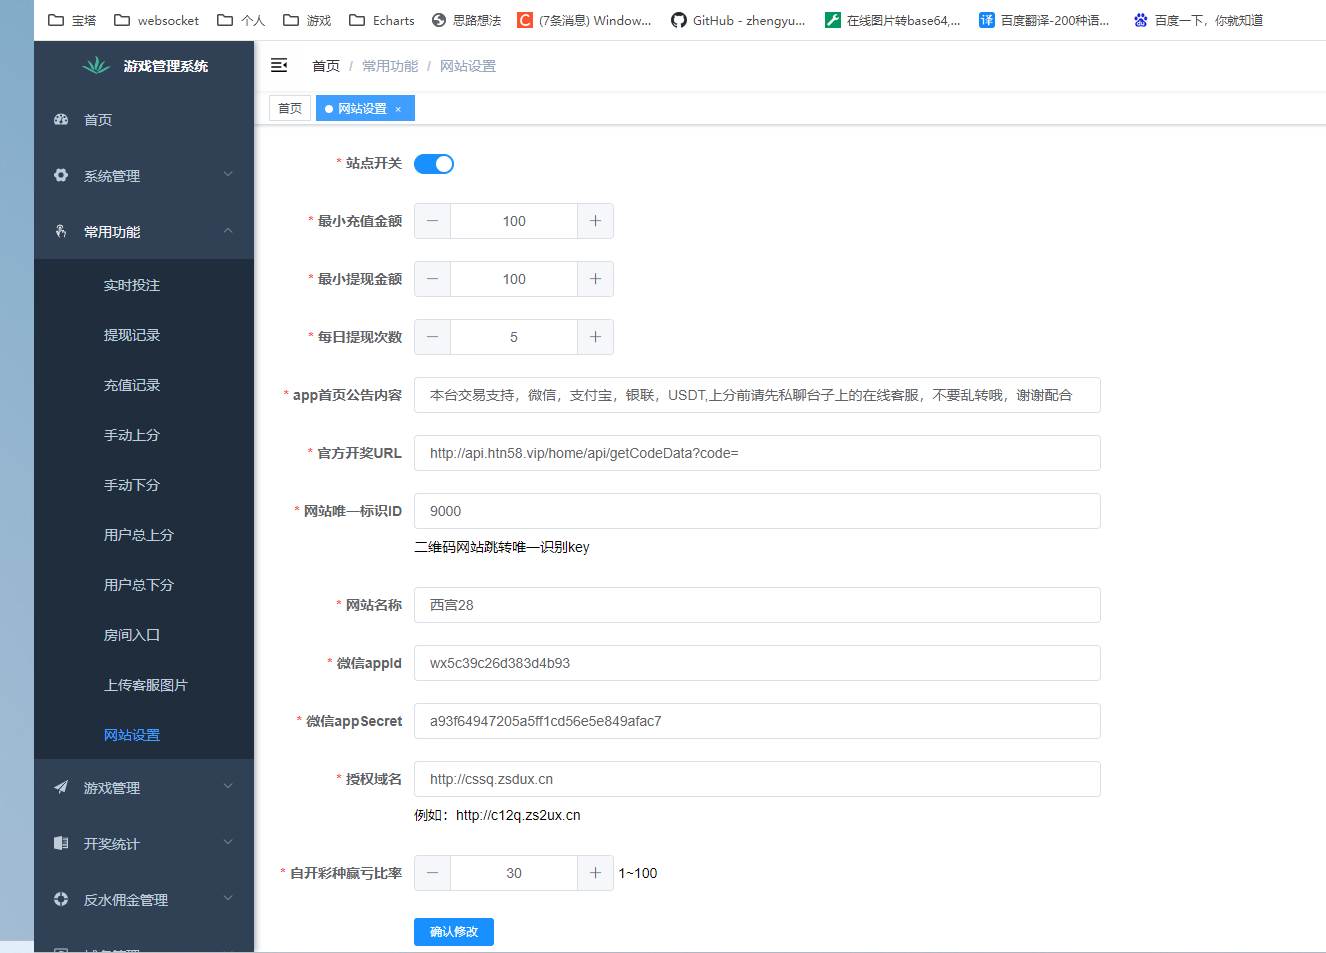 宝塔
websocket
个人
游戏
Echarts
思路想法
(7条消息) Window...
GitHub - zhengyu...
在线图片转base64,...
百度翻译-200种语...
百度一下，你就知道
游戏管理系统
首页 / 常用功能 / 网站设置
首页
网站设置 ×
首页
系统管理
常用功能
实时投注
提现记录
充值记录
手动上分
手动下分
用户总上分
用户总下分
房间入口
上传客服图片
网站设置
游戏管理
开奖统计
反水佣金管理
* 站点开关
* 最小充值金额
100
* 最小提现金额
100
* 每日提现次数
5
* app首页公告内容
本台交易支持，微信，支付宝，银联，USDT,上分前请先私聊台子上的在线客服，不要乱转哦，谢谢配合
* 官方开奖URL
http://api.htn58.vip/home/api/getCodeData?code=
* 网站唯一标识ID
9000
二维码网站跳转唯一识别key
* 网站名称
西宫28
* 微信appId
wx5c39c26d383d4b93
* 微信appSecret
a93f64947205a5ff1cd56e5e849afac7
* 授权域名
http://cssq.zsdux.cn
例如：http://c12q.zs2ux.cn
* 自开彩种赢亏比率
30
1~100
确认修改